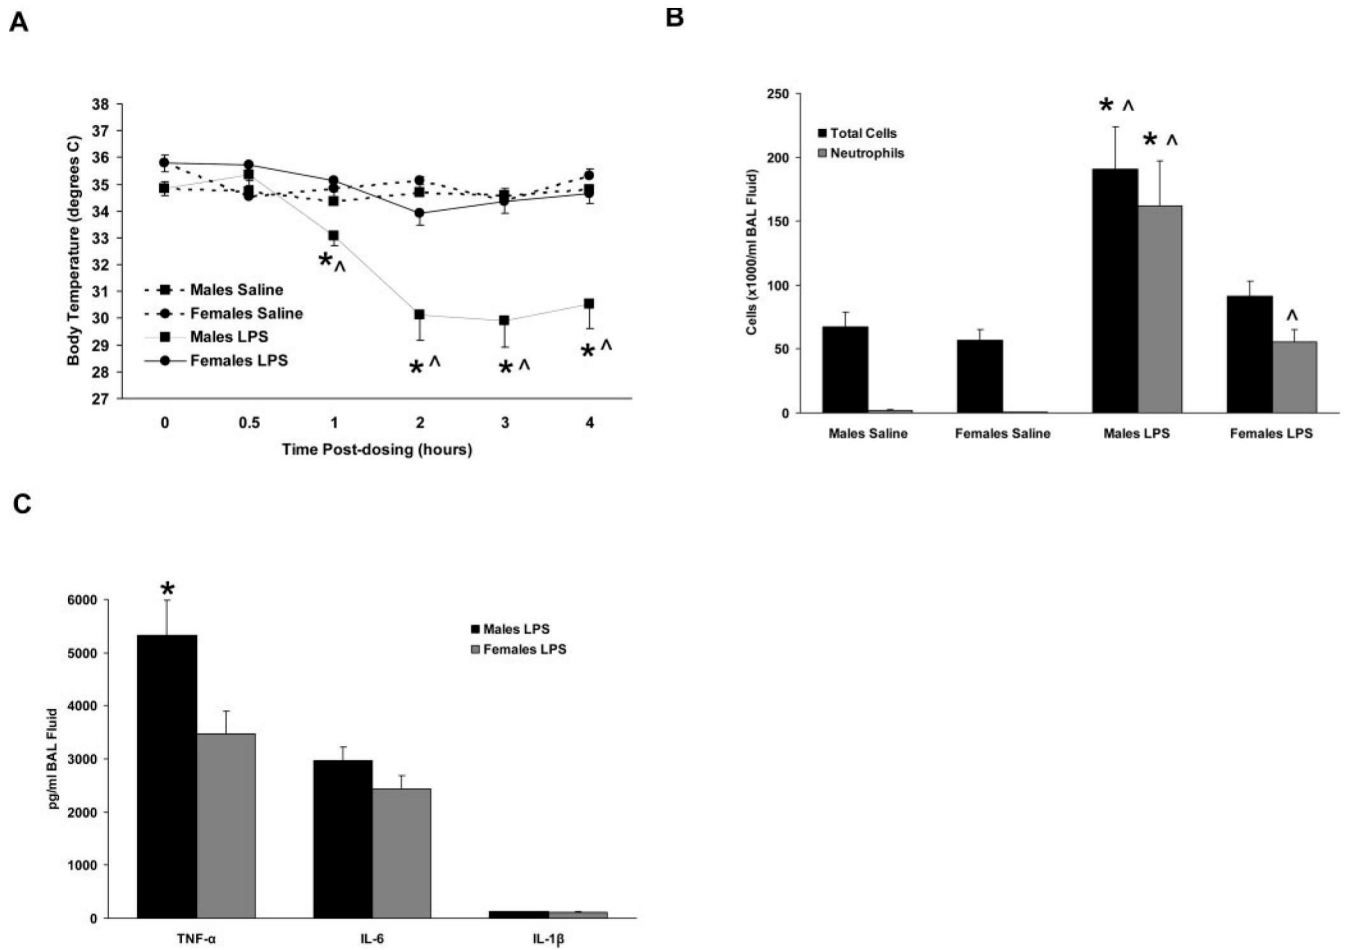 A
38
37
36
35
34
33
32
31
30
29
28
27
Body Temperature (degrees C)
*^
*^
*^
*^
Males Saline
Females Saline
Males LPS
Females LPS
0 0.5 1 2 3 4
Time Post-dosing (hours)
B
250
200
150
100
50
0
Cells (x1000/ml BAL Fluid)
Total Cells
Neutrophils
* ^
* ^
^
Males Saline Females Saline Males LPS Females LPS
C
6000
5000
4000
3000
2000
1000
0
pg/ml BAL Fluid
*
Males LPS
Females LPS
TNF-α IL-6 IL-1β